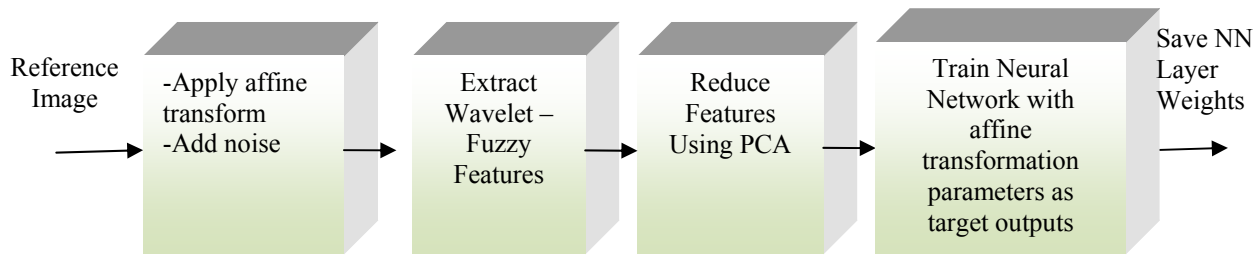 Reference
Image
-Apply affine
transform
-Add noise
Extract
Wavelet –
Fuzzy
Features
Reduce
Features
Using PCA
Train Neural
Network with
affine
transformation
parameters as
target outputs
Save NN
Layer
Weights